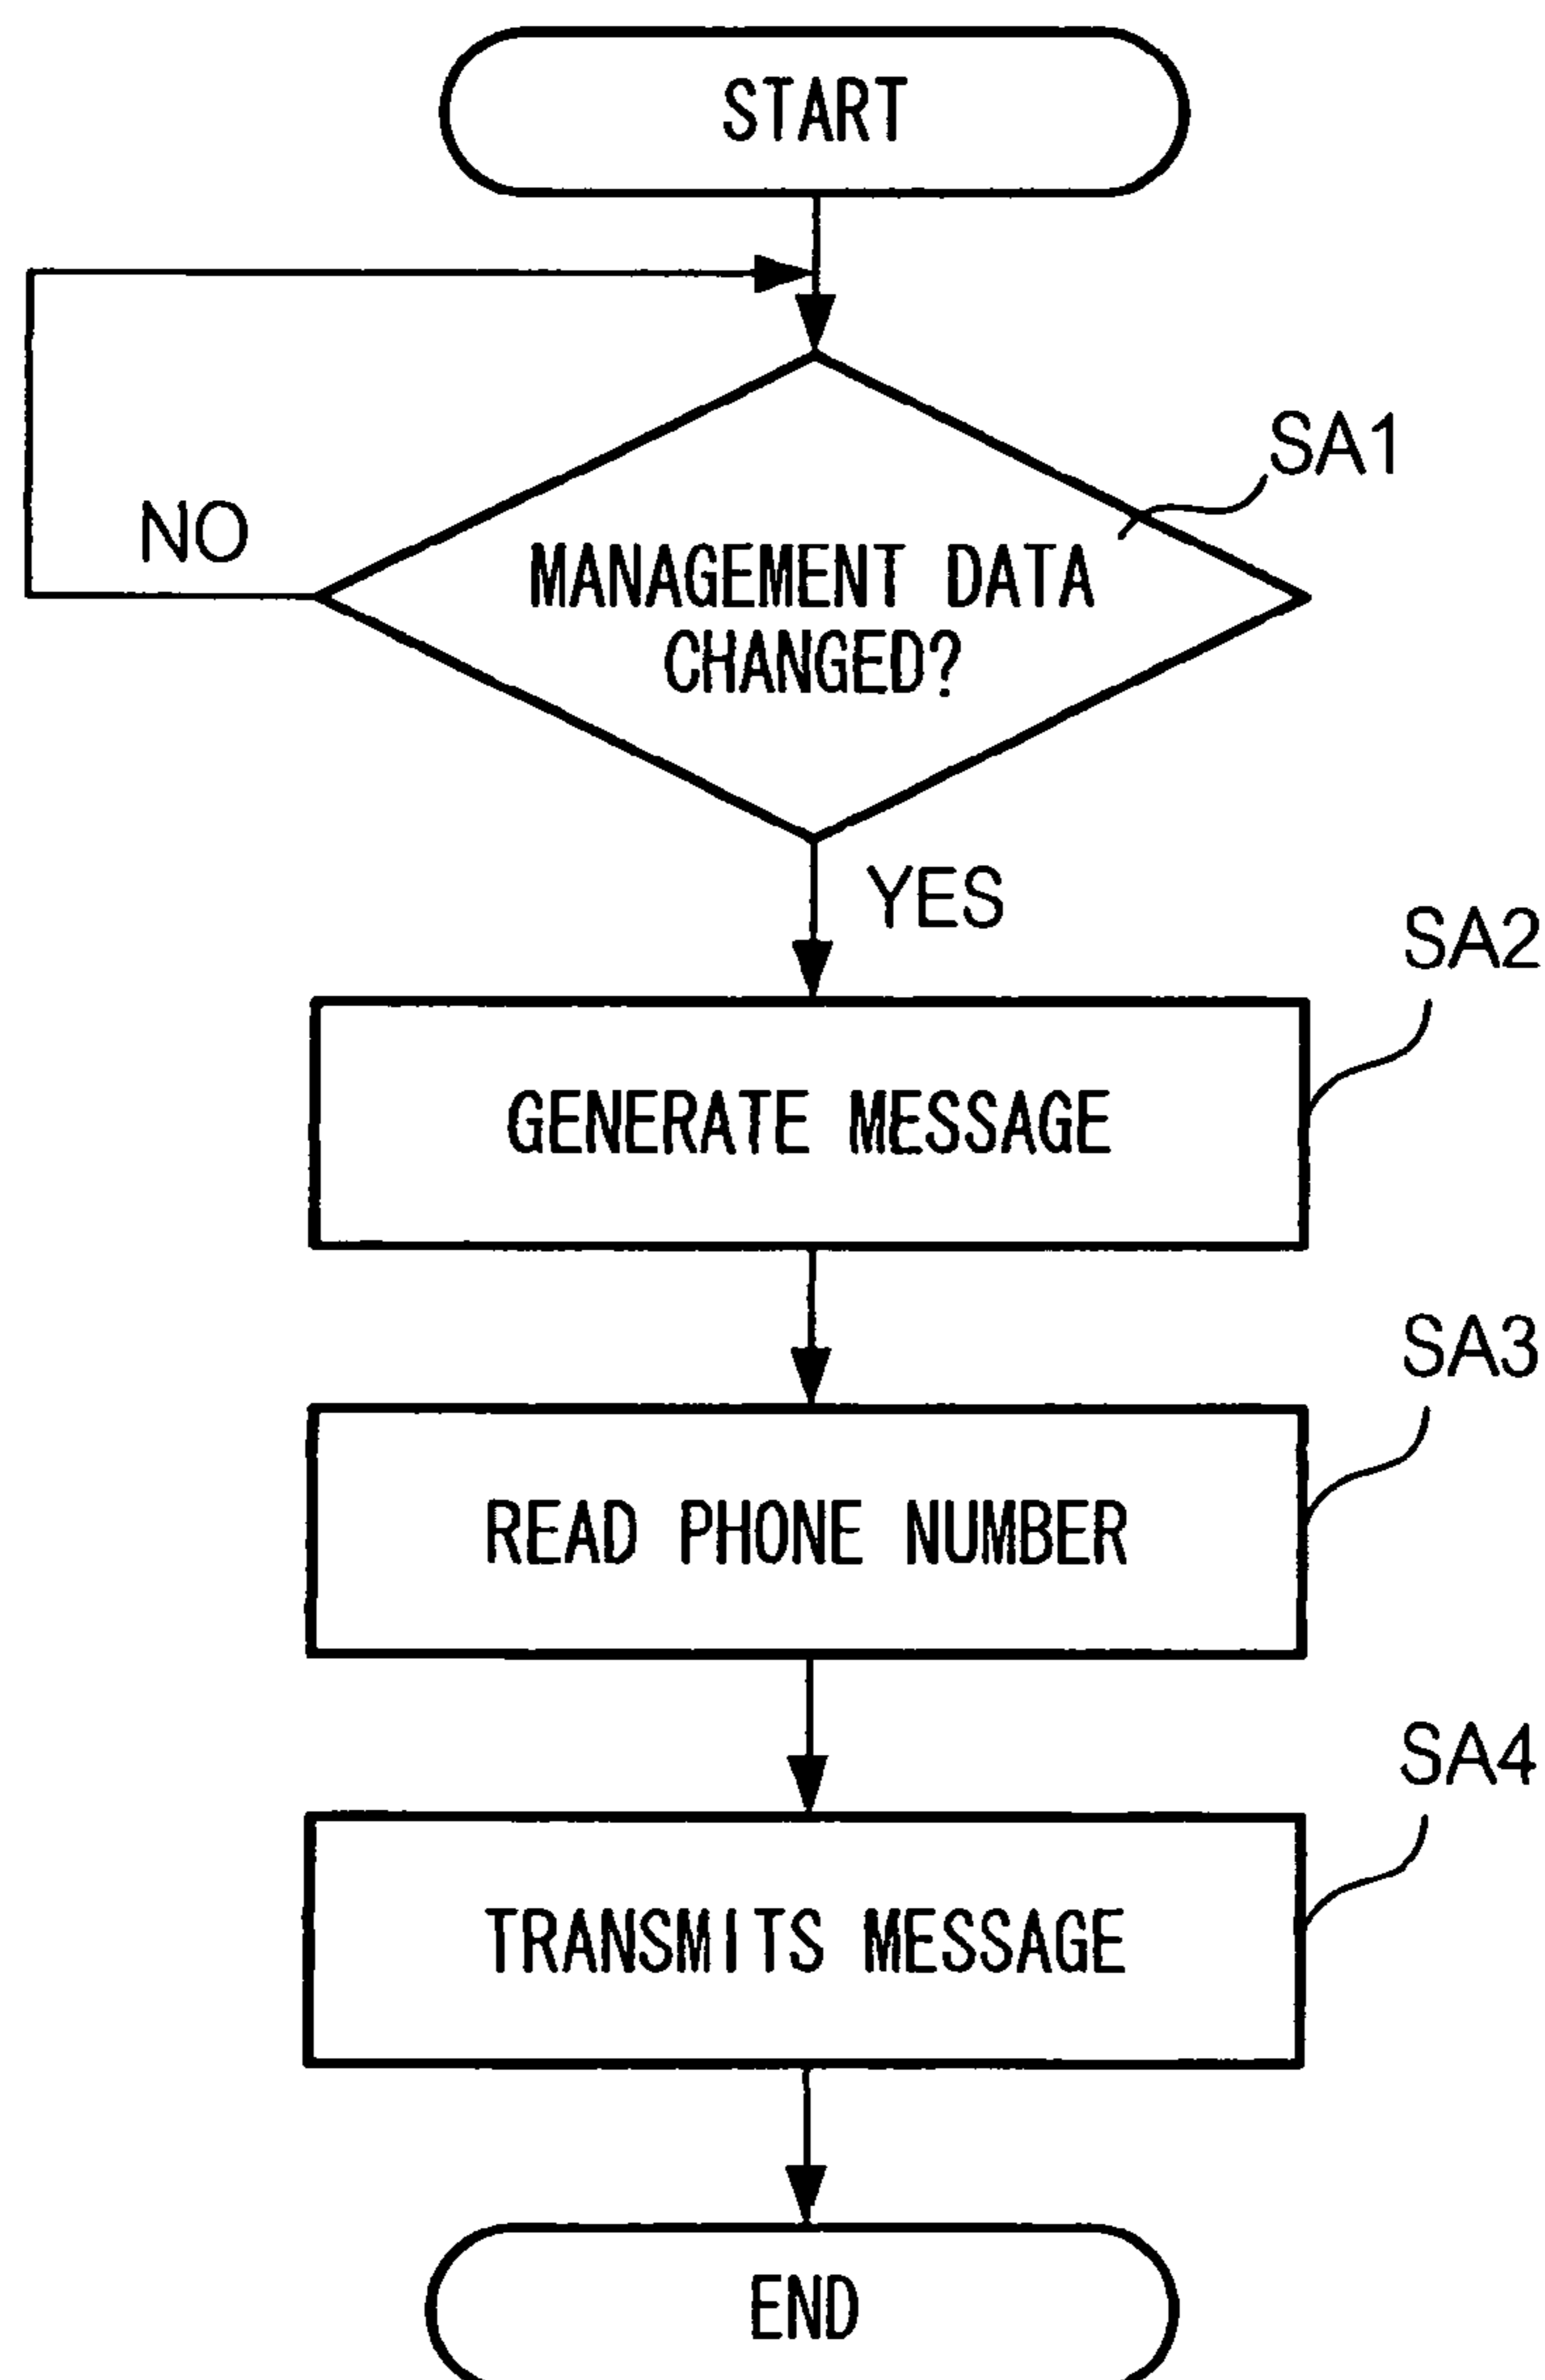 START
SA1
NO
MANAGEMENT DATA
CHANGED?
YES
SA2
GENERATE MESSAGE
SA3
READ PHONE NUMBER
SA4
TRANSMITS MESSAGE
END